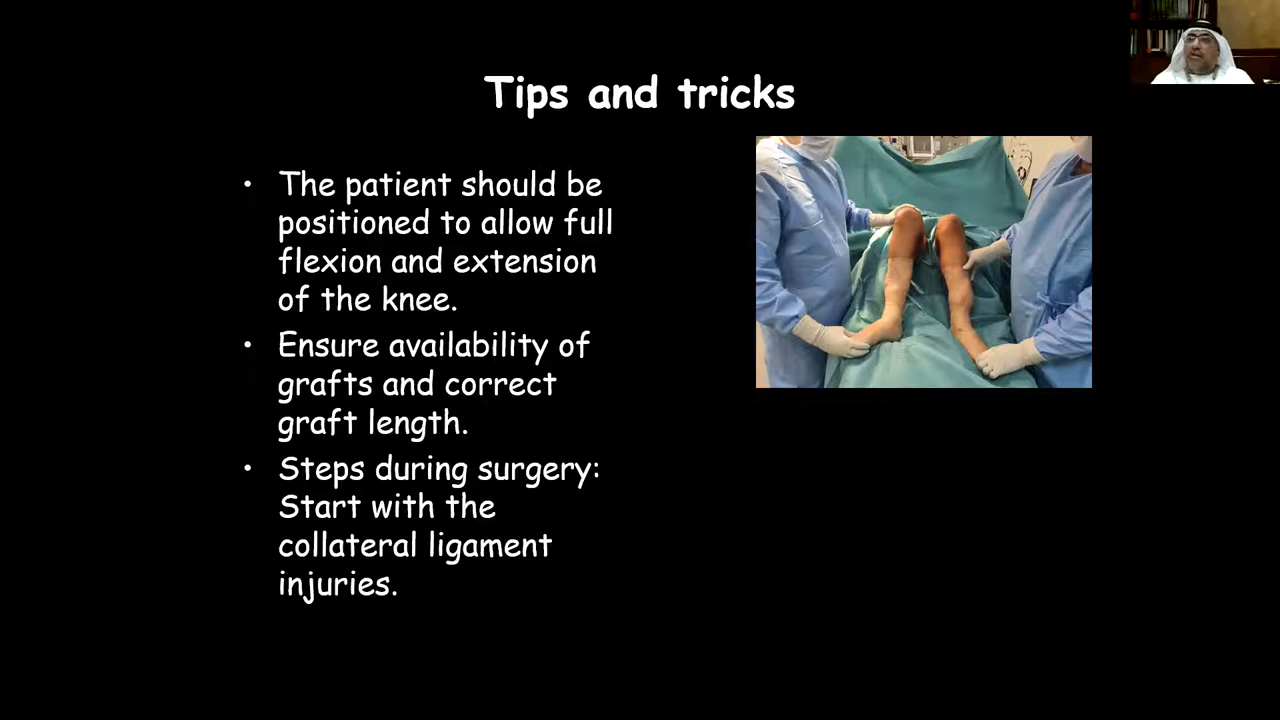 Tips and tricks
• The patient should be
positioned to allow full
flexion and extension
of the knee.
• Ensure availability of
grafts and correct
graft length.
• Steps during surgery:
Start with the
collateral ligament
injuries.